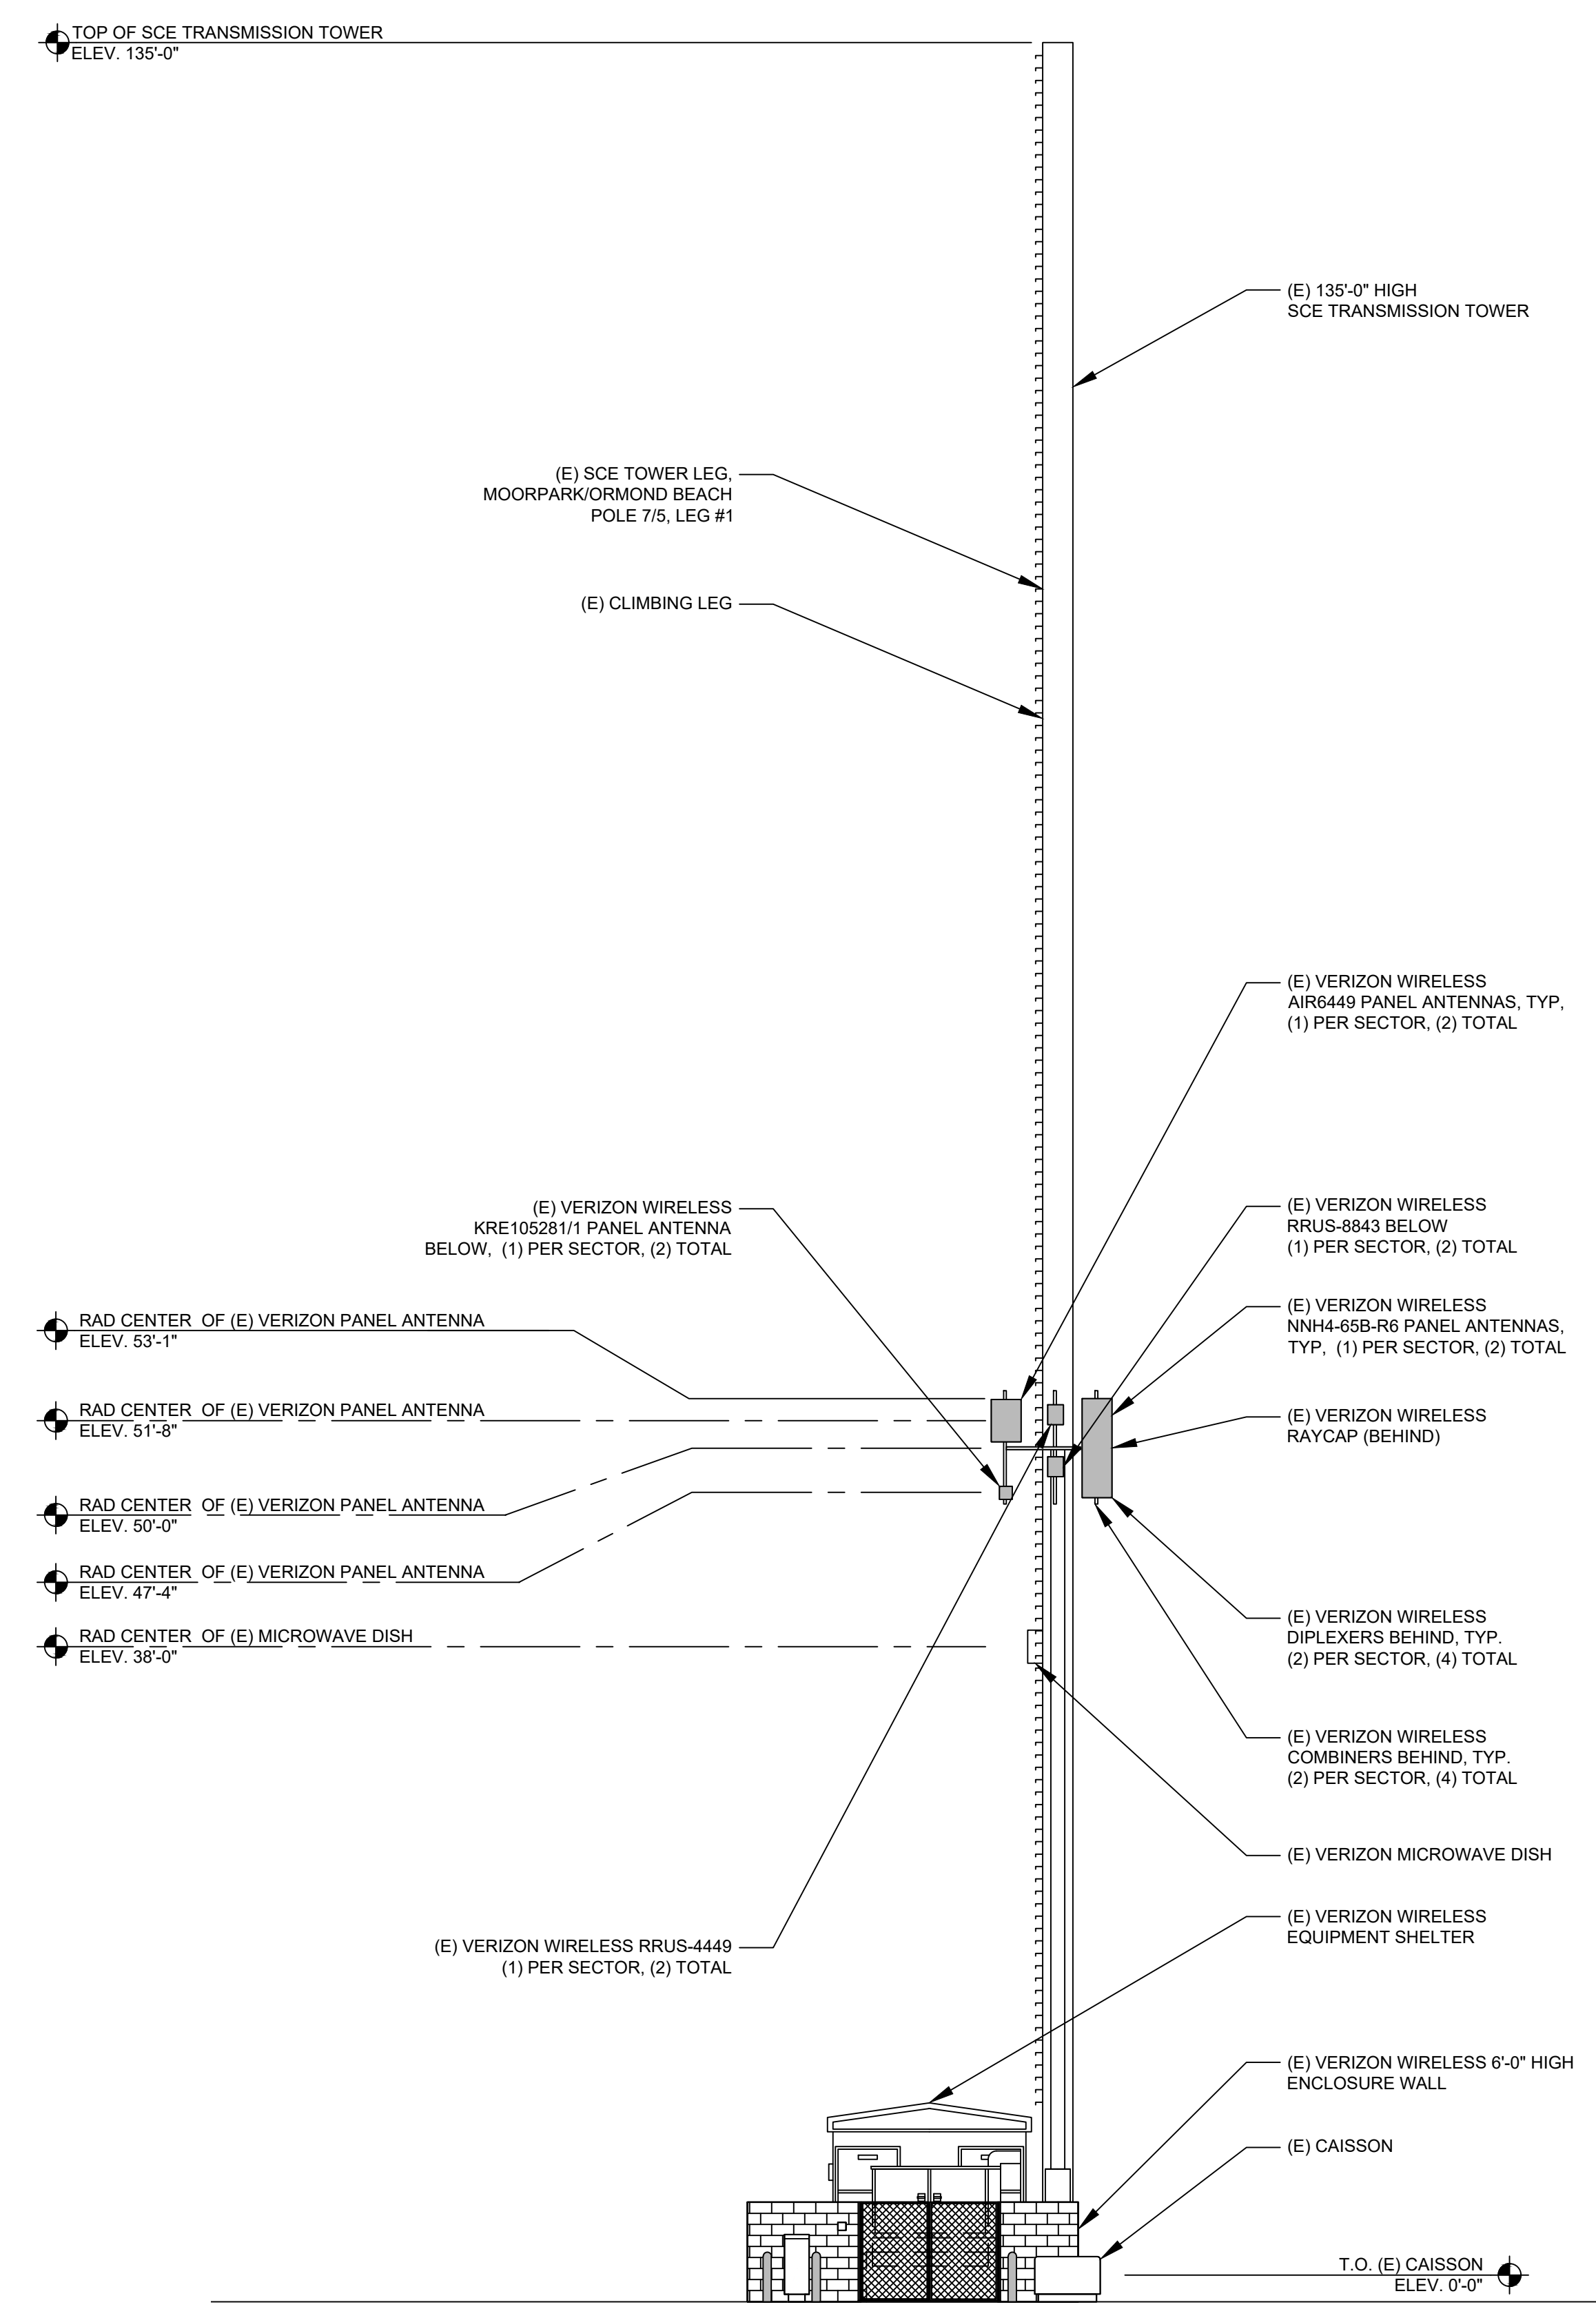 TOP OF SCE TRANSMISSION TOWER
ELEV. 135'-0"
(E) 135'-0" HIGH
SCE TRANSMISSION TOWER
(E) SCE TOWER LEG,
MOORPARK/ORMOND BEACH
POLE 7/5, LEG #1
(E) CLIMBING LEG
(E) VERIZON WIRELESS
AIR6449 PANEL ANTENNAS, TYP,
(1) PER SECTOR, (2) TOTAL
(E) VERIZON WIRELESS
KRE105281/1 PANEL ANTENNA
BELOW, (1) PER SECTOR, (2) TOTAL
(E) VERIZON WIRELESS
RRUS-8843 BELOW
(1) PER SECTOR, (2) TOTAL
(E) VERIZON WIRELESS
NNH4-65B-R6 PANEL ANTENNAS,
TYP, (1) PER SECTOR, (2) TOTAL
RAD CENTER OF (E) VERIZON PANEL ANTENNA
ELEV. 53'-1"
RAD CENTER OF (E) VERIZON PANEL ANTENNA
ELEV. 51'-8"
(E) VERIZON WIRELESS
RAYCAP (BEHIND)
RAD CENTER OF (E) VERIZON PANEL ANTENNA
ELEV. 50'-0"
RAD CENTER OF (E) VERIZON PANEL ANTENNA
ELEV. 47'-4"
RAD CENTER OF (E) MICROWAVE DISH
ELEV. 38'-0"
(E) VERIZON WIRELESS
DIPLEXERS BEHIND, TYP.
(2) PER SECTOR, (4) TOTAL
(E) VERIZON WIRELESS
COMBINERS BEHIND, TYP.
(2) PER SECTOR, (4) TOTAL
(E) VERIZON MICROWAVE DISH
(E) VERIZON WIRELESS
EQUIPMENT SHELTER
(E) VERIZON WIRELESS RRUS-4449
(1) PER SECTOR, (2) TOTAL
(E) VERIZON WIRELESS 6'-0" HIGH
ENCLOSURE WALL
(E) CAISSON
T.O. (E) CAISSON
ELEV. 0'-0"